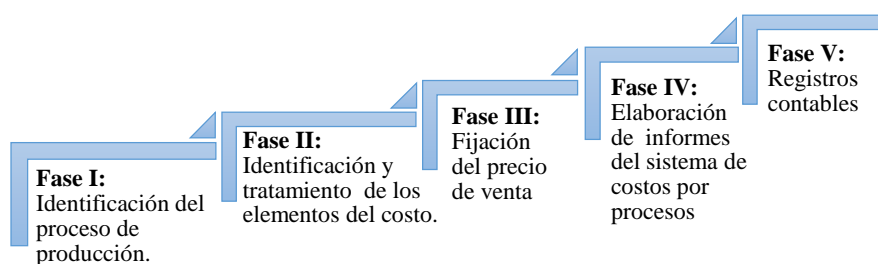 Fase I:
Identificación del
proceso de
producción.
Fase II:
Identificación y
tratamiento de los
elementos del costo.
Fase III:
Fijación
del precio
de venta
Fase IV:
Elaboración
de informes
del sistema de
costos por
procesos
Fase V:
Registros
contables